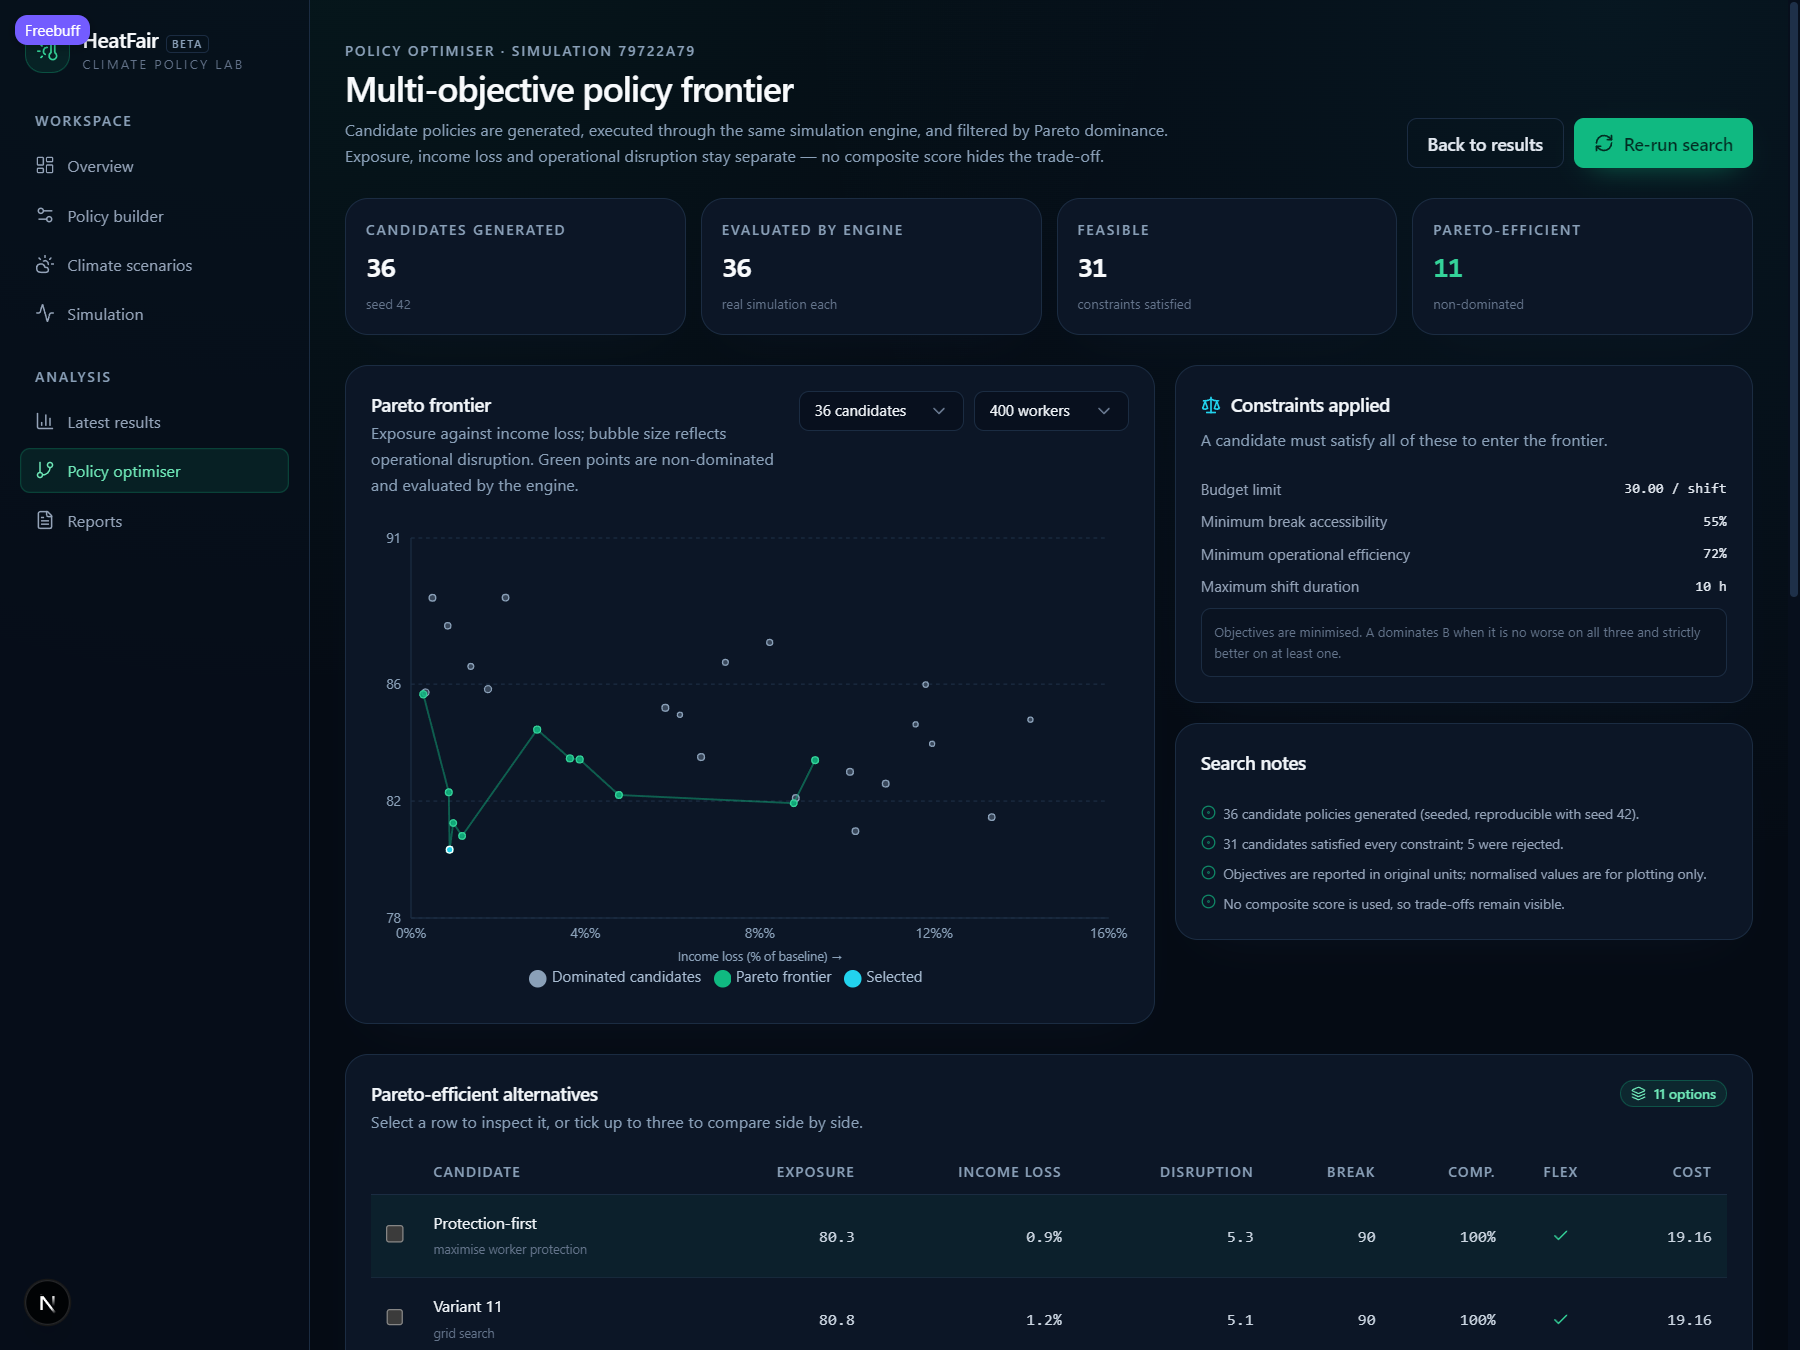 Freebuff
HeatFair BETA
CLIMATE POLICY LAB
WORKSPACE
Overview
Policy builder
Climate scenarios
Simulation
ANALYSIS
Latest results
Policy optimiser
Reports
N
POLICY OPTIMISER · SIMULATION 79722A79
Multi-objective policy frontier
Candidate policies are generated, executed through the same simulation engine, and filtered by Pareto dominance.
Exposure, income loss and operational disruption stay separate — no composite score hides the trade-off.
Back to results
Re-run search
CANDIDATES GENERATED
36
seed 42
EVALUATED BY ENGINE
36
real simulation each
FEASIBLE
31
constraints satisfied
PARETO-EFFICIENT
11
non-dominated
Pareto frontier
Exposure against income loss; bubble size reflects
operational disruption. Green points are non-dominated
and evaluated by the engine.
36 candidates
400 workers
91
86
82
78
0%%
4%%
8%%
12%%
16%%
Income loss (% of baseline) →
Dominated candidates
Pareto frontier
Selected
Constraints applied
A candidate must satisfy all of these to enter the frontier.
Budget limit 30.00 / shift
Minimum break accessibility 55%
Minimum operational efficiency 72%
Maximum shift duration 10 h
Objectives are minimised. A dominates B when it is no worse on all three and strictly
better on at least one.
Search notes
36 candidate policies generated (seeded, reproducible with seed 42).
31 candidates satisfied every constraint; 5 were rejected.
Objectives are reported in original units; normalised values are for plotting only.
No composite score is used, so trade-offs remain visible.
Pareto-efficient alternatives
Select a row to inspect it, or tick up to three to compare side by side.
11 options
CANDIDATE EXPOSURE INCOME LOSS DISRUPTION BREAK COMP. FLEX COST
Protection-first 80.3 0.9% 5.3 90 100% 19.16
maximise worker protection
Variant 11 80.8 1.2% 5.1 90 100% 19.16
grid search